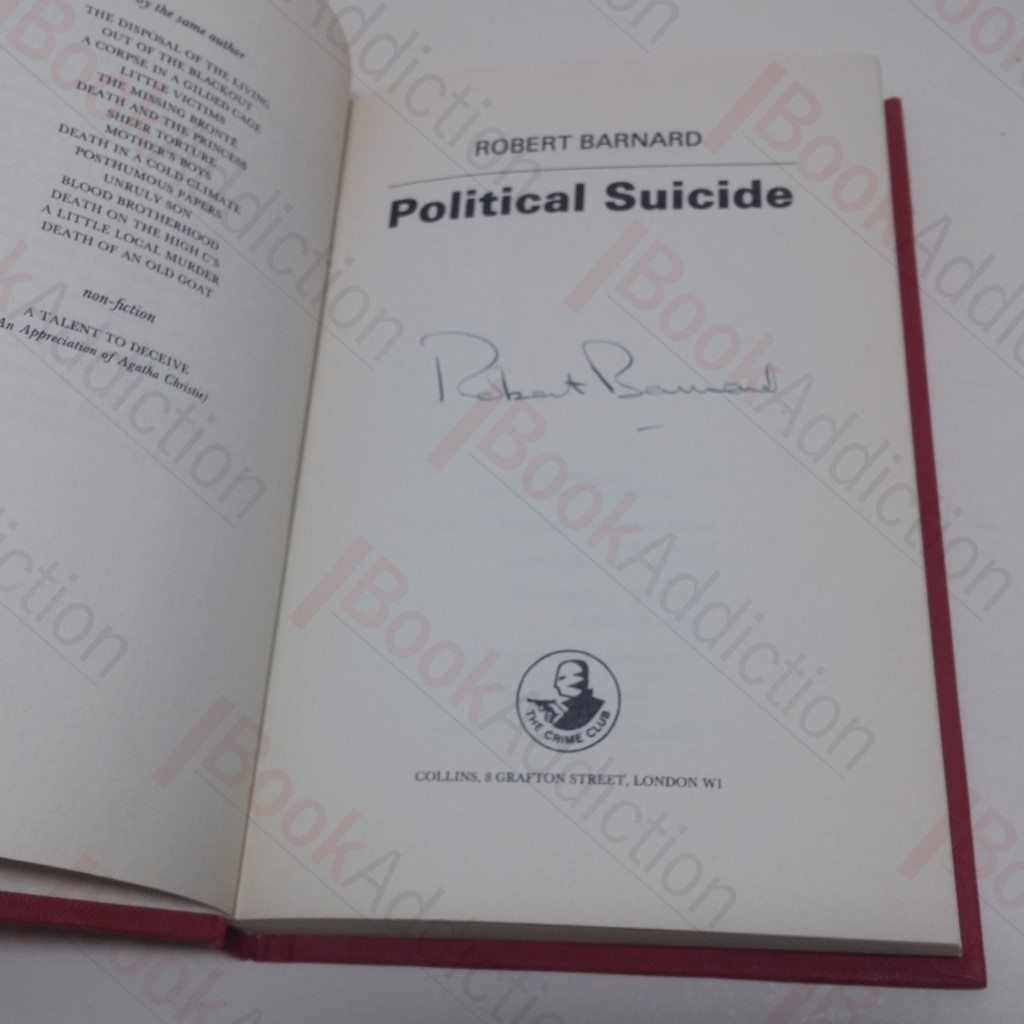 by the same author
THE DISPOSAL OF THE LIVING
OUT OF THE BLACKOUT
A CORPSE IN A GILDED CAGE
LITTLE VICTIMS
THE MISSING BRONTË
DEATH AND THE PRINCESS
SHEER TORTURE
MOTHER'S BOYS
DEATH IN A COLD CLIMATE
POSTHUMOUS PAPERS
UNRULY SON
BLOOD BROTHERHOOD
DEATH ON THE HIGH C'S
A LITTLE LOCAL MURDER
DEATH OF AN OLD GOAT
non-fiction
A TALENT TO DECEIVE
An Appreciation of Agatha Christie)
ROBERT BARNARD
Political Suicide
Robert Barnard
THE CRIME CLUB
COLLINS, 8 GRAFTON STREET, LONDON W1
BookAddiction